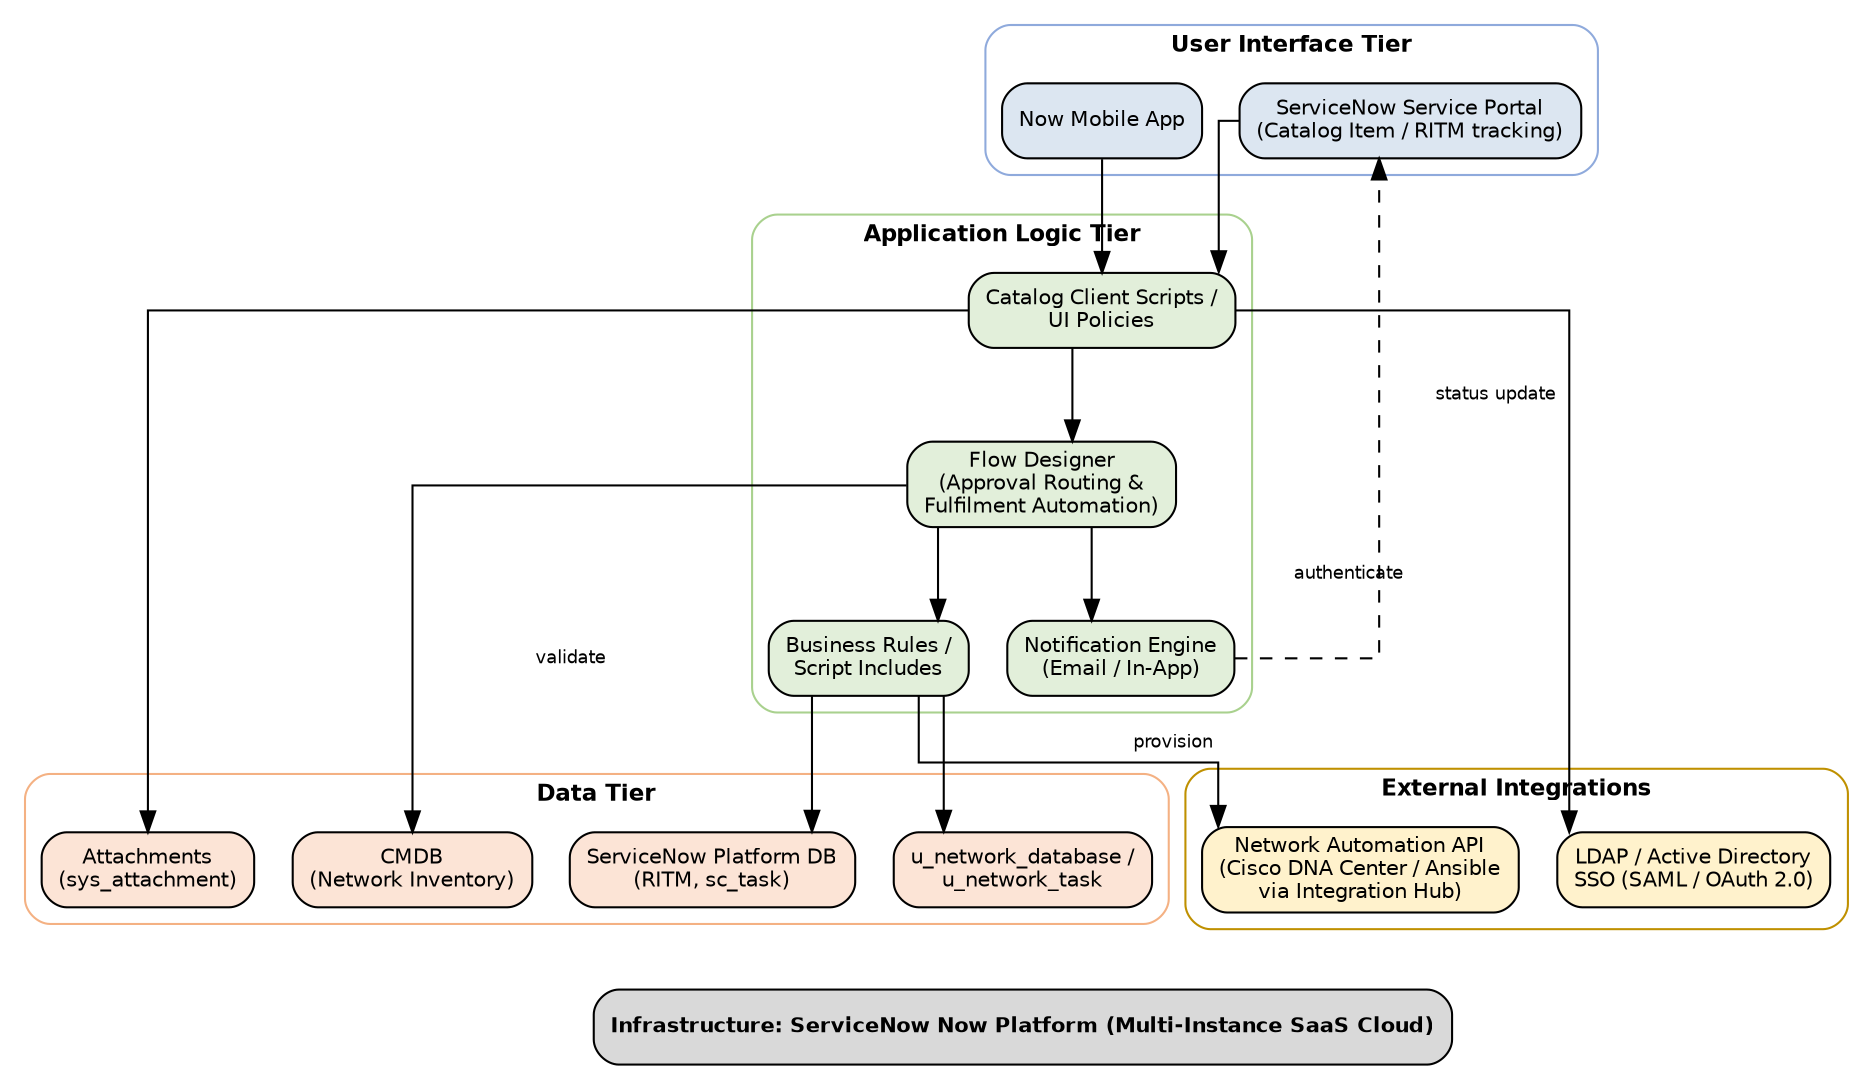 User Interface Tier
Now Mobile App
ServiceNow Service Portal
(Catalog Item / RITM tracking)
Application Logic Tier
Catalog Client Scripts /
UI Policies
status update
Flow Designer
(Approval Routing &
Fulfilment Automation)
authenticate
Business Rules /
Script Includes
Notification Engine
(Email / In-App)
validate
provision
Data Tier
Attachments
(sys_attachment)
CMDB
(Network Inventory)
ServiceNow Platform DB
(RITM, sc_task)
u_network_database /
u_network_task
External Integrations
Network Automation API
(Cisco DNA Center / Ansible
via Integration Hub)
LDAP / Active Directory
SSO (SAML / OAuth 2.0)
Infrastructure: ServiceNow Now Platform (Multi-Instance SaaS Cloud)